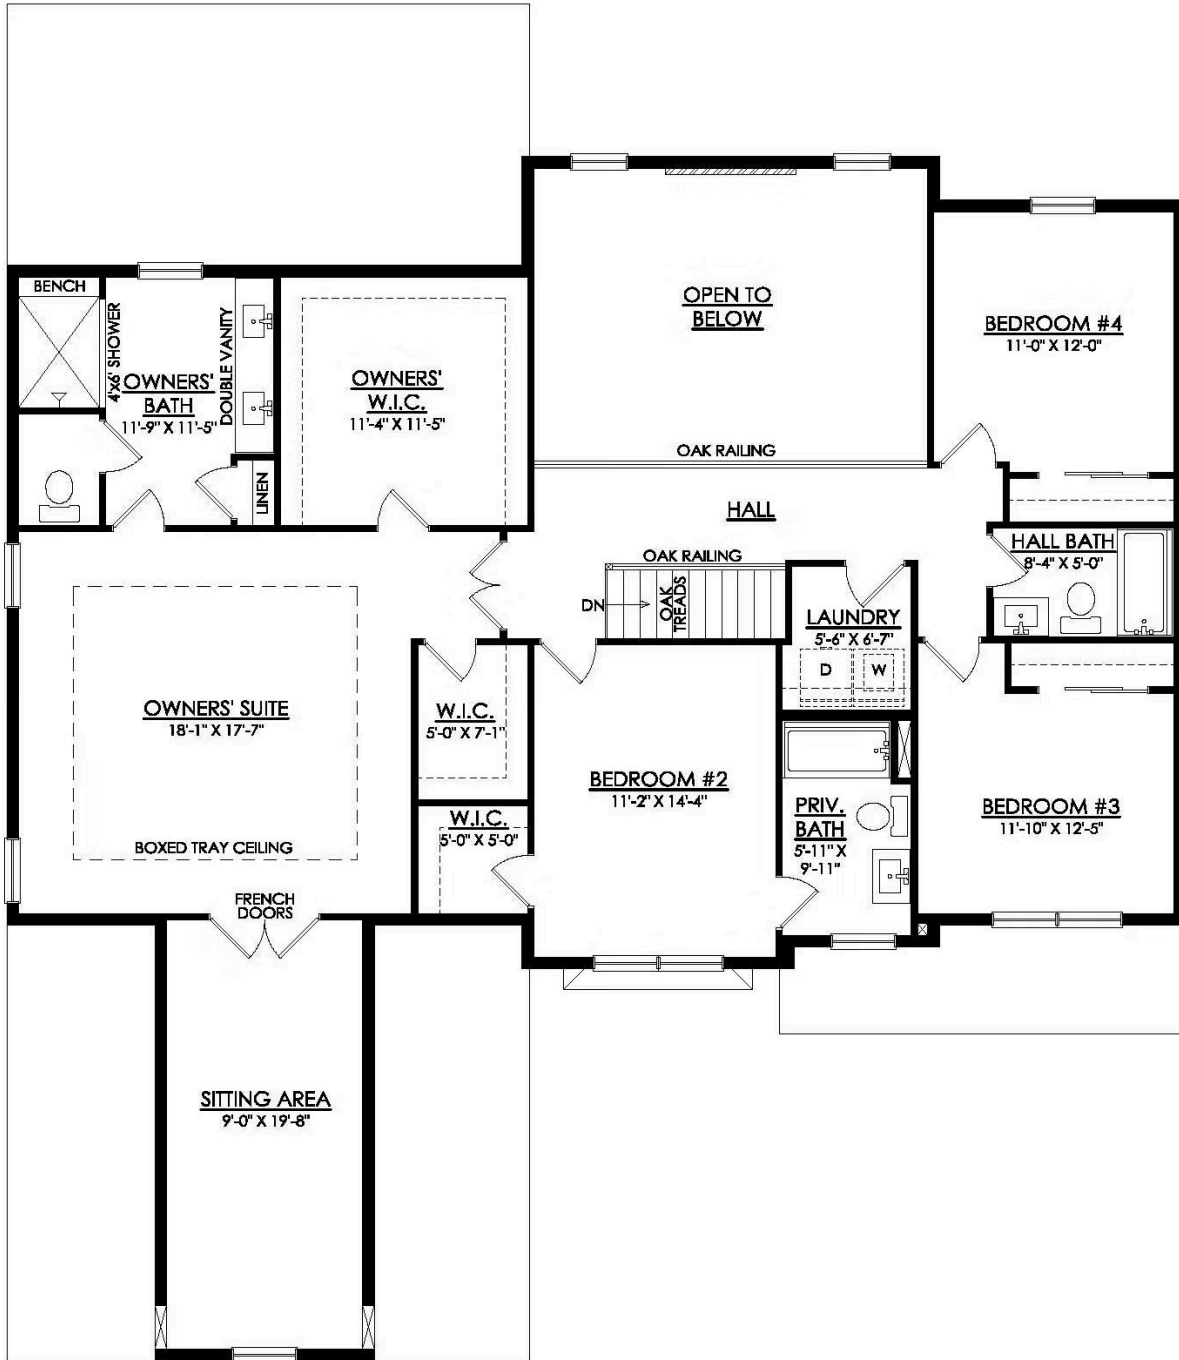 BENCH
4'X6' SHOWER
OWNERS'
BATH
11'-9" X 11'-5"
DOUBLE VANITY
LINEN
OWNERS'
W.I.C.
11'-4" X 11'-5"
OPEN TO
BELOW
OAK RAILING
BEDROOM #4
11'-0" X 12'-0"
HALL
OAK RAILING
DN
OAK
TREADS
HALL BATH
8'-4" X 5'-0"
LAUNDRY
5'-6" X 6'-7"
D
W
OWNERS' SUITE
18'-1" X 17'-7"
BOXED TRAY CEILING
W.I.C.
5'-0" X 7'-1"
W.I.C.
5'-0" X 5'-0"
BEDROOM #2
11'-2" X 14'-4"
PRIV.
BATH
5'-11" X
9'-11"
BEDROOM #3
11'-10" X 12'-5"
FRENCH
DOORS
SITTING AREA
9'-0" X 19'-8"